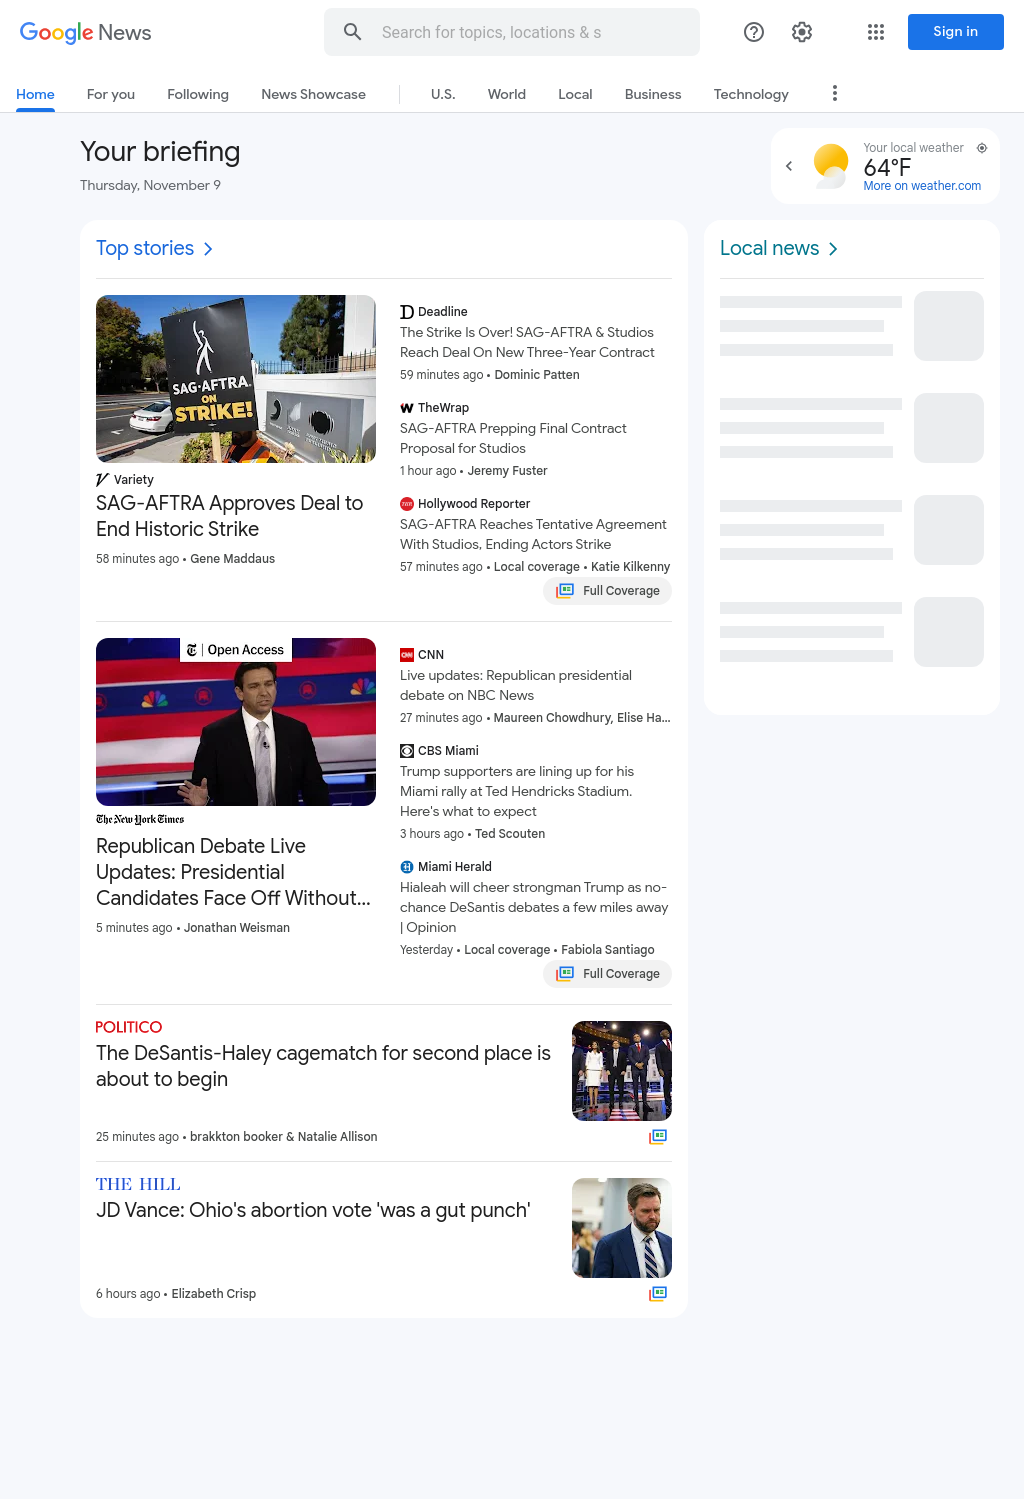 Google News
Search for topics, locations & s
Sign in
Home
For you
Following
News Showcase
U.S.
World
Local
Business
Technology
Your briefing
Thursday, November 9
Your local weather
64°F
More on weather.com
Top stories
SAG·AFTRA
ON
STRIKE!
Variety
SAG-AFTRA Approves Deal to
End Historic Strike
58 minutes ago • Gene Maddaus
Deadline
The Strike Is Over! SAG-AFTRA & Studios
Reach Deal On New Three-Year Contract
59 minutes ago • Dominic Patten
TheWrap
SAG-AFTRA Prepping Final Contract
Proposal for Studios
1 hour ago • Jeremy Fuster
Hollywood Reporter
SAG-AFTRA Reaches Tentative Agreement
With Studios, Ending Actors Strike
57 minutes ago • Local coverage • Katie Kilkenny
Full Coverage
Open Access
The New York Times
Republican Debate Live
Updates: Presidential
Candidates Face Off Without...
5 minutes ago • Jonathan Weisman
CNN
Live updates: Republican presidential
debate on NBC News
27 minutes ago • Maureen Chowdhury, Elise Ha...
CBS Miami
Trump supporters are lining up for his
Miami rally at Ted Hendricks Stadium.
Here's what to expect
3 hours ago • Ted Scouten
Miami Herald
Hialeah will cheer strongman Trump as no-
chance DeSantis debates a few miles away
| Opinion
Yesterday • Local coverage • Fabiola Santiago
Full Coverage
POLITICO
The DeSantis-Haley cagematch for second place is
about to begin
25 minutes ago • brakkton booker & Natalie Allison
THE HILL
JD Vance: Ohio's abortion vote 'was a gut punch'
6 hours ago • Elizabeth Crisp
Local news